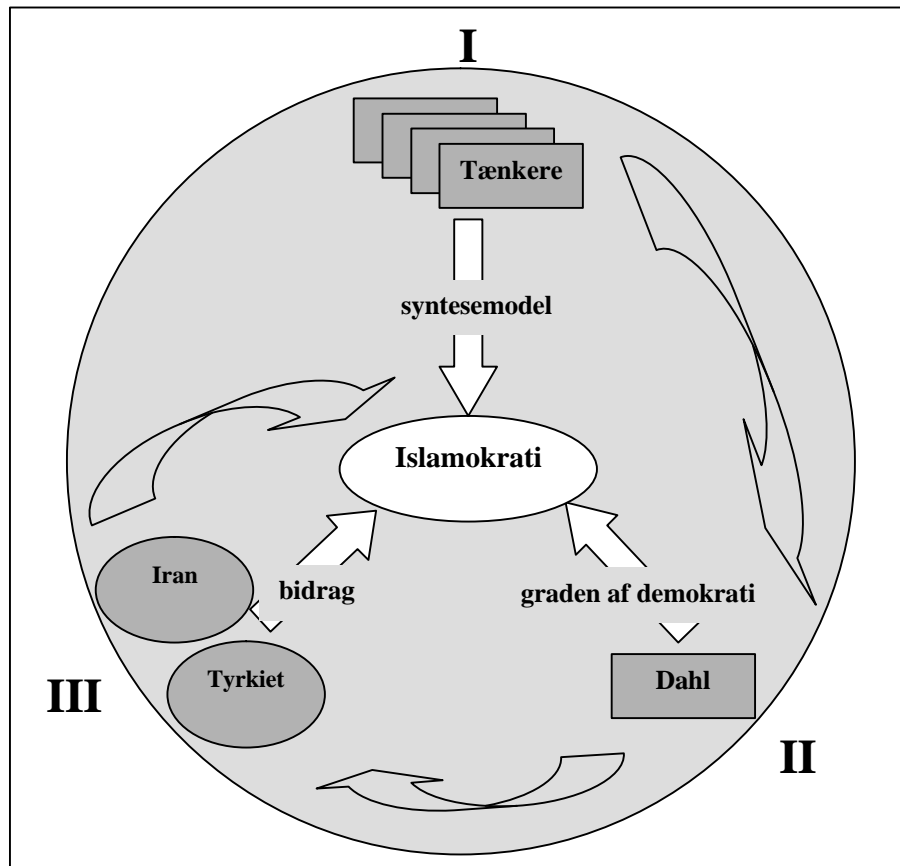 I
Tænkere
syntesemodel
Islamokrati
Iran
bidrag
graden af demokrati
Tyrkiet
Dahl
III
II